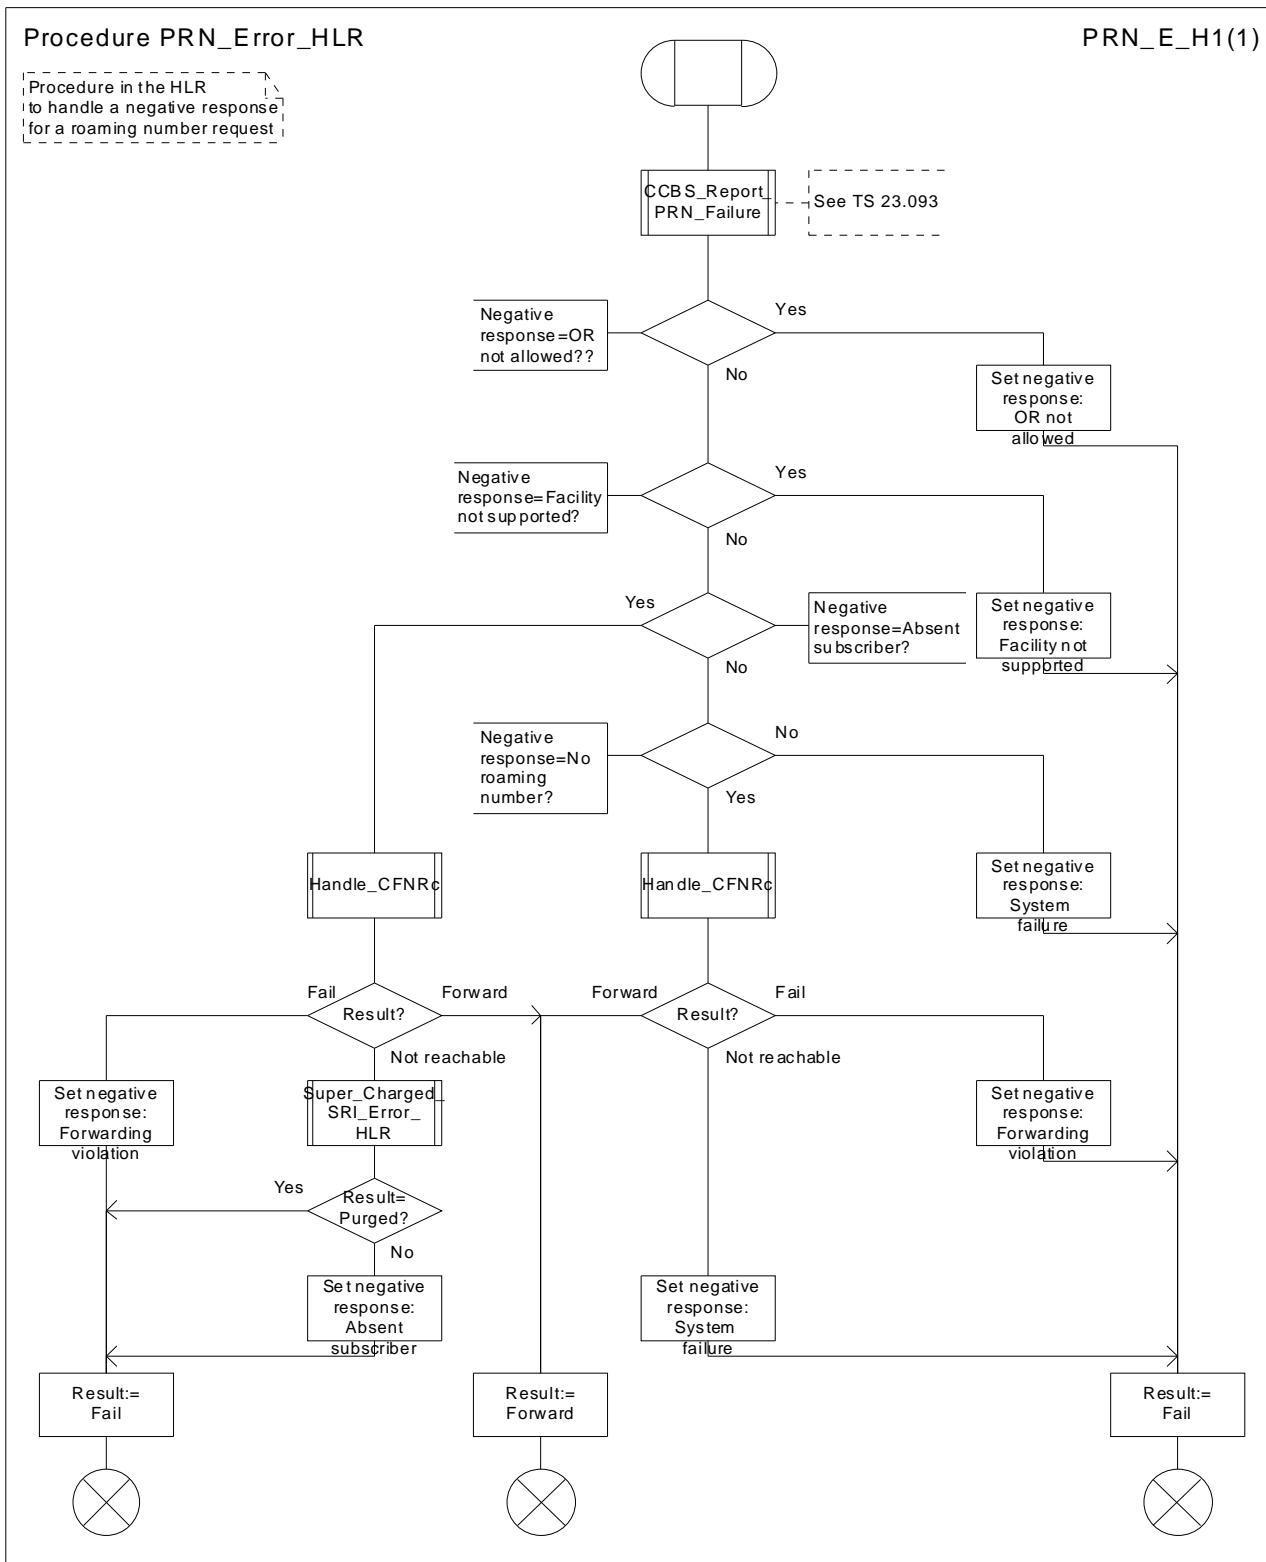 Procedure PRN_Error_HLR
PRN_E_H1(1)
Procedure in the HLR
to handle a negative response
for a roaming number request
CCBS_Report_
PRN_Failure
See TS 23.093
Negative
response=OR
not allowed??
Yes
No
Set negative
response:
OR not
allowed
Negative
response=Facility
not supported?
Yes
No
Set negative
response:
Facility not
supported
Yes
Negative
response=Absent
subscriber?
No
Negative
response=No
roaming
number?
No
Yes
Set negative
response:
System
failure
Handle_CFNRc
Handle_CFNRc
Fail
Result?
Forward
Not reachable
Forward
Result?
Fail
Not reachable
Set negative
response:
Forwarding
violation
Super_Charged_
SRI_Error_
HLR
Set negative
response:
Forwarding
violation
Yes
Result=
Purged?
No
Set negative
response:
Absent
subscriber
Set negative
response:
System
failure
Result:=
Fail
Result:=
Forward
Result:=
Fail